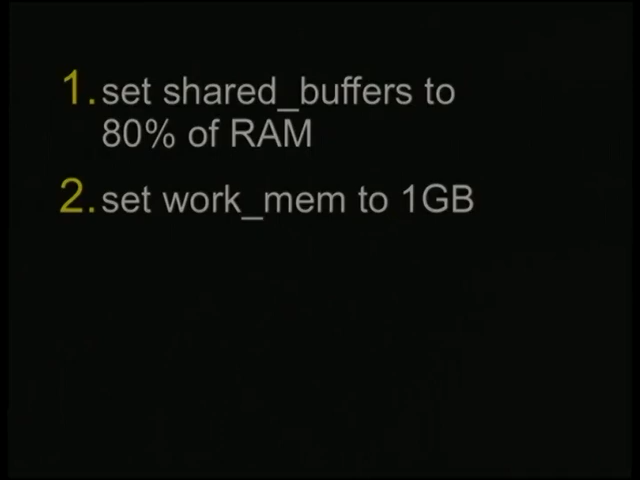 1. set shared_buffers to
80% of RAM
2. set work_mem to 1GB